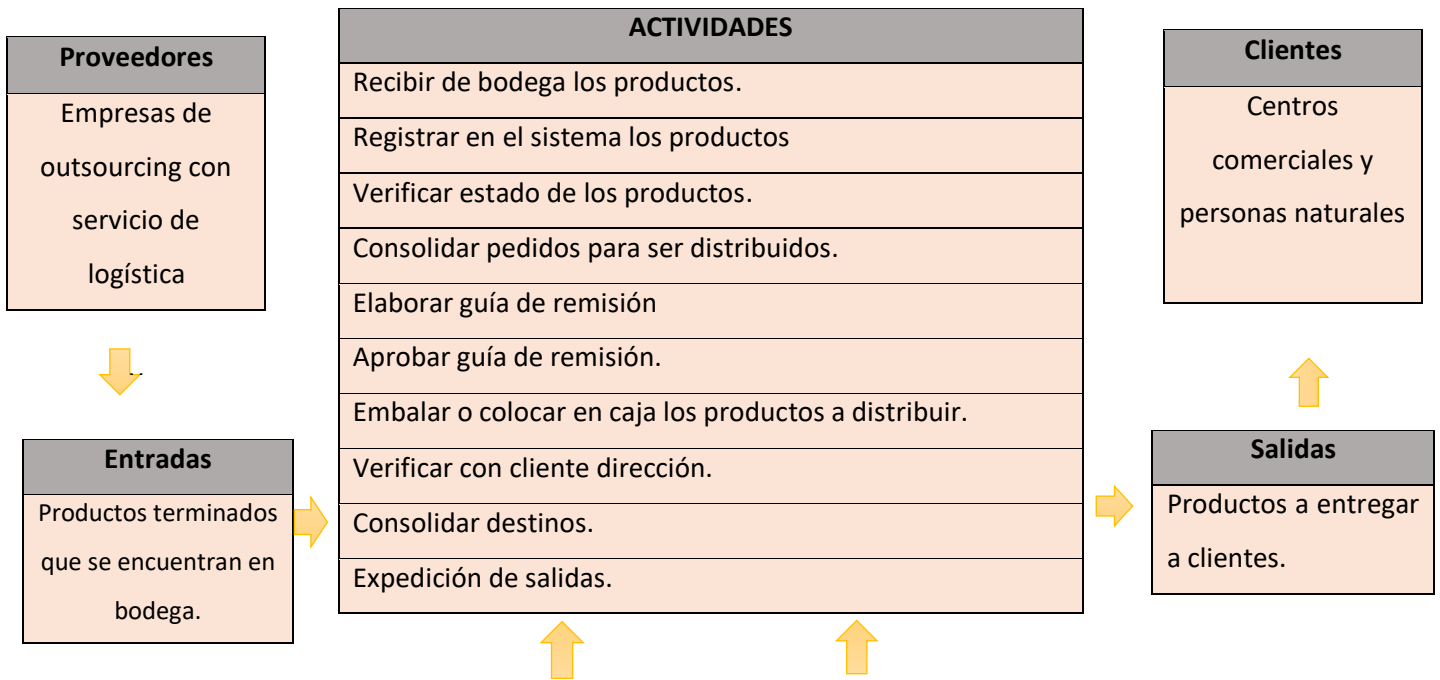 Proveedores
Empresas de
outsourcing con
servicio de
logística
Entradas
Productos terminados
que se encuentran en
bodega.
ACTIVIDADES
Recibir de bodega los productos.
Registrar en el sistema los productos
Verificar estado de los productos.
Consolidar pedidos para ser distribuidos.
Elaborar guía de remisión
Aprobar guía de remisión.
Embalar o colocar en caja los productos a distribuir.
Verificar con cliente dirección.
Consolidar destinos.
Expedición de salidas.
Clientes
Centros
comerciales y
personas naturales
Salidas
Productos a entregar
a clientes.